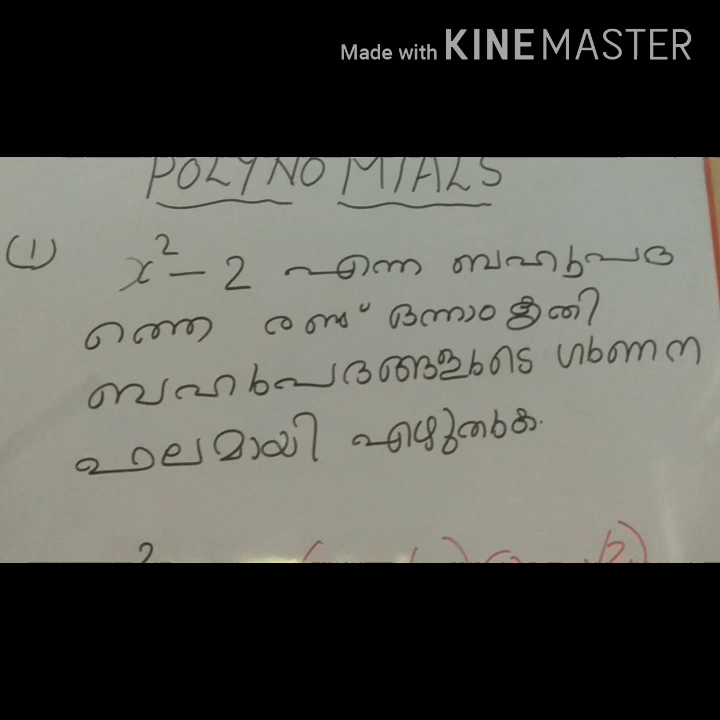 Made with KINEMASTER
POLYNOMIALS
(1) x² - 2 എന്ന ബഹുപദ
ത്തെ രണ്ട് ഒന്നാം കൃതി
ബഹുപദങ്ങളുടെ ഗുണന
ഫലമായി എഴുതുക.